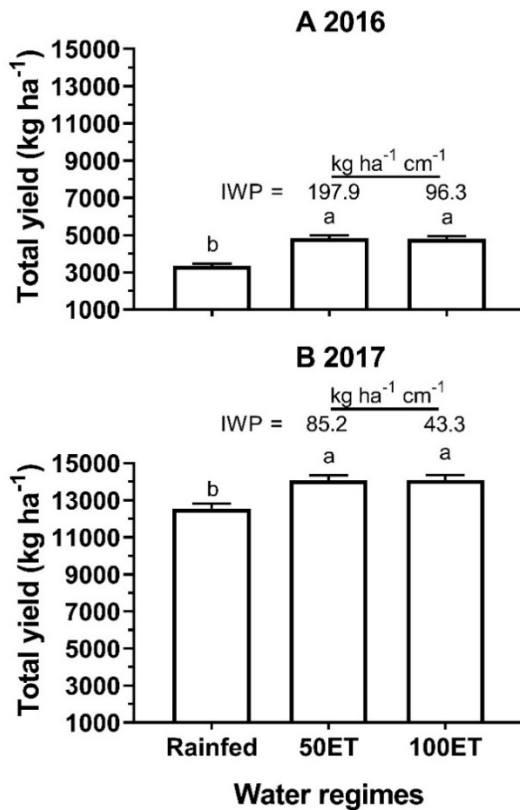 A 2016
Total yield (kg ha⁻¹)
15000
13000
11000
9000
7000
5000
3000
1000
kg ha⁻¹ cm⁻¹
IWP = 197.9 96.3
b a a
B 2017
kg ha⁻¹ cm⁻¹
IWP = 85.2 43.3
Total yield (kg ha⁻¹)
15000
13000
11000
9000
7000
5000
3000
1000
b a a
Rainfed 50ET 100ET
Water regimes